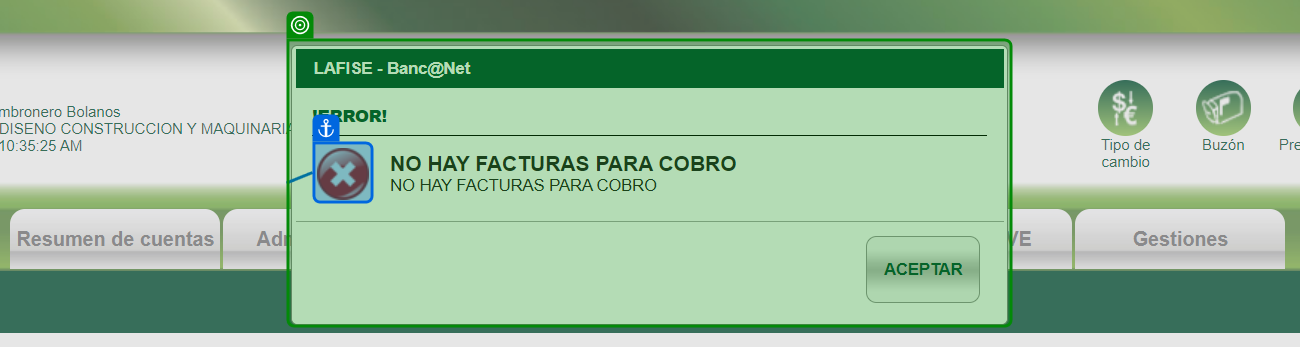 LAFISE - Banc@Net
!ERROR!
NO HAY FACTURAS PARA COBRO
NO HAY FACTURAS PARA COBRO
ACEPTAR
mbronero Bolanos
DISENO CONSTRUCCION Y MAQUINARIA
10:35:25 AM
Tipo de
cambio
Buzón
Pre
Resumen de cuentas
Adr
VE
Gestiones